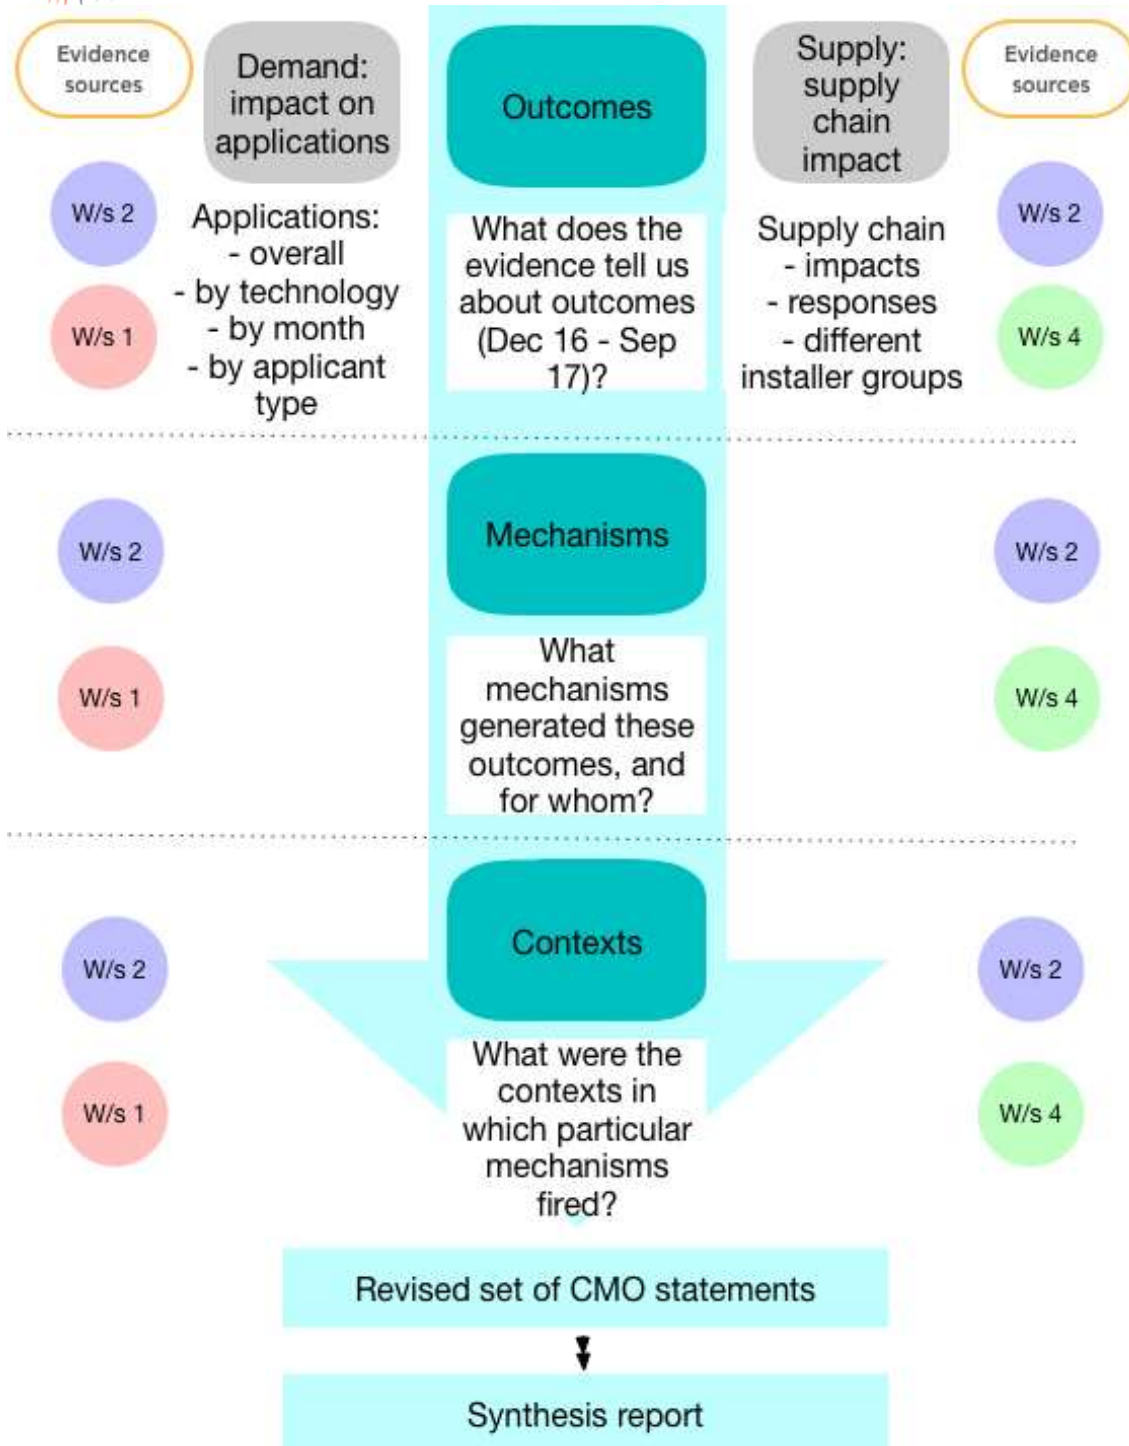 Evidence
sources
Demand:
impact on
applications
Outcomes
Supply:
supply
chain
impact
Evidence
sources
W/s 2
W/s 1
Applications:
- overall
- by technology
- by month
- by applicant
type
What does the
evidence tell us
about outcomes
(Dec 16 - Sep
17)?
Supply chain
- impacts
- responses
- different
installer groups
W/s 2
W/s 4
W/s 2
W/s 1
Mechanisms
What
mechanisms
generated these
outcomes, and
for whom?
W/s 2
W/s 4
W/s 2
W/s 1
Contexts
What were the
contexts in
which particular
mechanisms
fired?
W/s 2
W/s 4
Revised set of CMO statements
Synthesis report